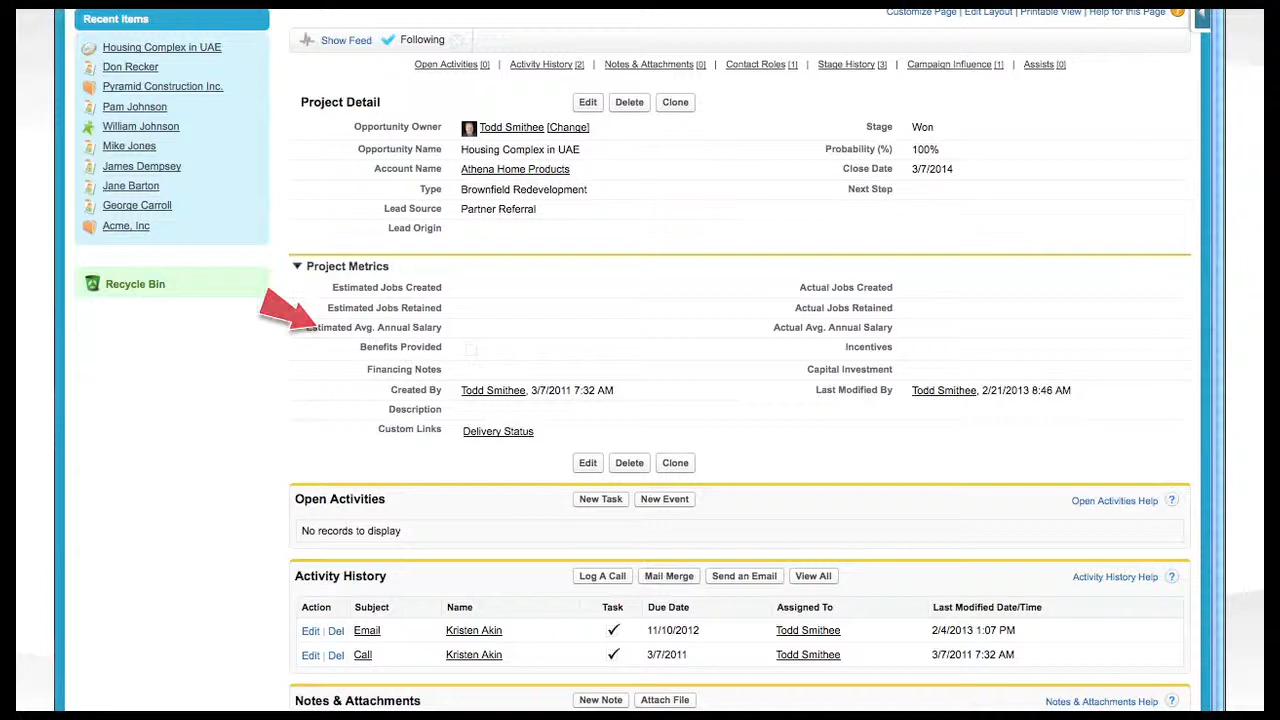 Recent Items
Customize Page | Edit Layout | Printable View | Help for this Page
Housing Complex in UAE
Don Recker
Pyramid Construction Inc.
Pam Johnson
William Johnson
Mike Jones
James Dempsey
Jane Barton
George Carroll
Acme, Inc
Recycle Bin
Show Feed Following
Open Activities [0] | Activity History [2] | Notes & Attachments [0] | Contact Roles [1] | Stage History [3] | Campaign Influence [1] | Assists [0]
Project Detail Edit Delete Clone
Opportunity Owner Todd Smithee [Change] Stage Won
Opportunity Name Housing Complex in UAE Probability (%) 100%
Account Name Athena Home Products Close Date 3/7/2014
Type Brownfield Redevelopment Next Step
Lead Source Partner Referral
Lead Origin
Project Metrics
Estimated Jobs Created Actual Jobs Created
Estimated Jobs Retained Actual Jobs Retained
Estimated Avg. Annual Salary Actual Avg. Annual Salary
Benefits Provided Incentives
Financing Notes Capital Investment
Created By Todd Smithee, 3/7/2011 7:32 AM Last Modified By Todd Smithee, 2/21/2013 8:46 AM
Description
Custom Links Delivery Status
Edit Delete Clone
Open Activities New Task New Event Open Activities Help ?
No records to display
Activity History Log A Call Mail Merge Send an Email View All Activity History Help ?
Action Subject Name Task Due Date Assigned To Last Modified Date/Time
Edit | Del Email Kristen Akin ✓ 11/10/2012 Todd Smithee 2/4/2013 1:07 PM
Edit | Del Call Kristen Akin ✓ 3/7/2011 Todd Smithee 3/7/2011 7:32 AM
Notes & Attachments New Note Attach File Notes & Attachments Help ?